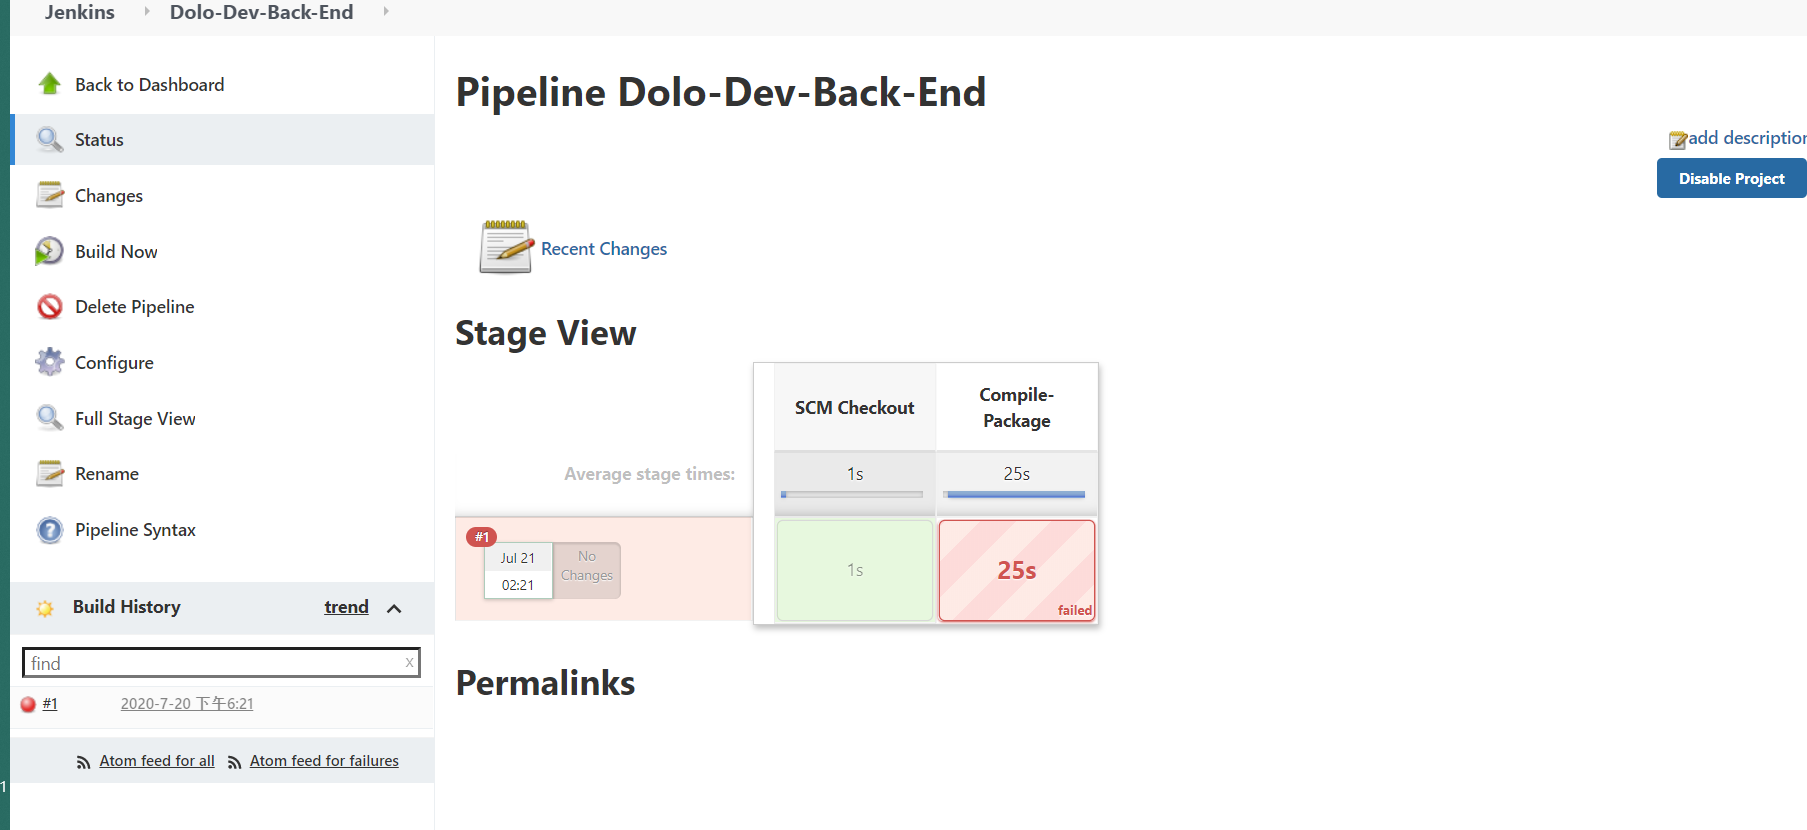 Jenkins
Dolo-Dev-Back-End
Back to Dashboard
Status
Changes
Build Now
Delete Pipeline
Configure
Full Stage View
Rename
Pipeline Syntax
Build History
trend
find
x
#1
2020-7-20 下午6:21
Atom feed for all
Atom feed for failures
1
Pipeline Dolo-Dev-Back-End
add description
Disable Project
Recent Changes
Stage View
SCM Checkout
Compile-
Package
Average stage times:
1s
25s
#1
Jul 21
02:21
No
Changes
1s
25s
failed
Permalinks